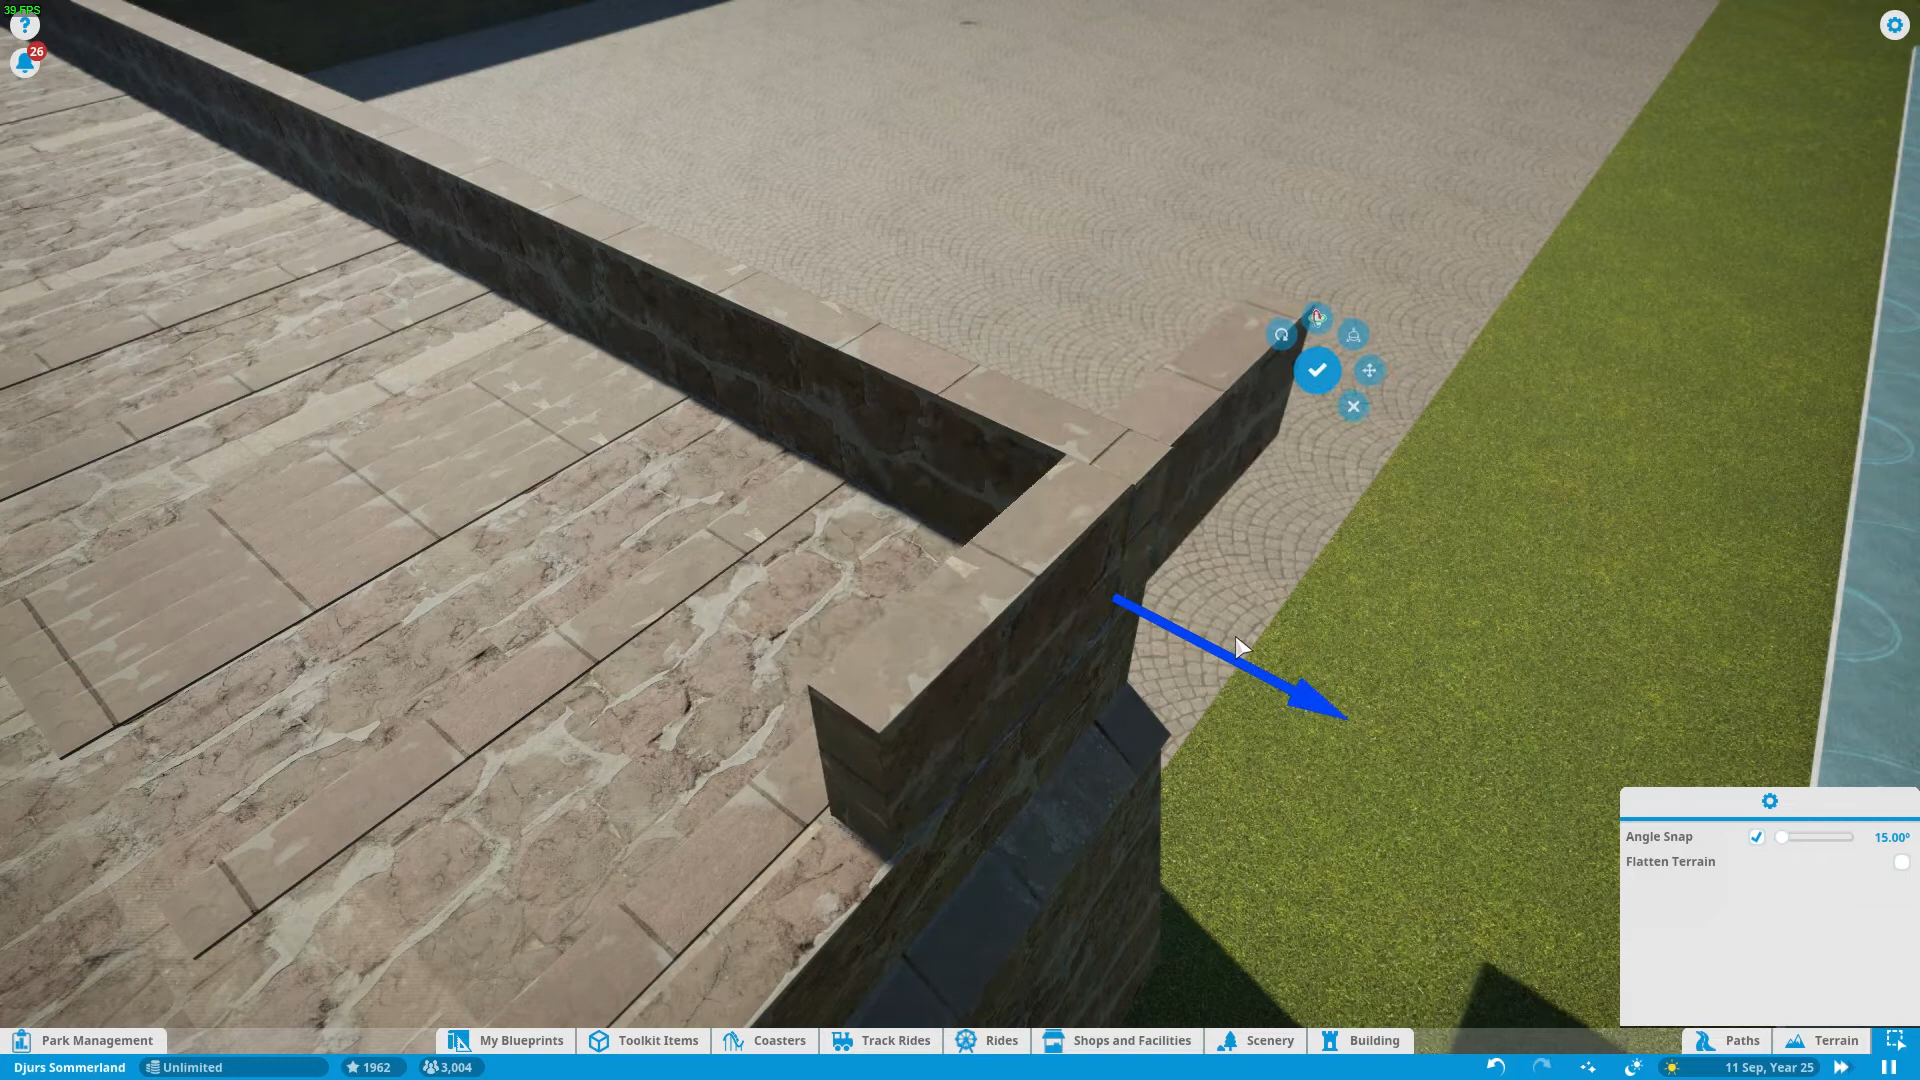 39 FPS
?
26
Angle Snap 15.00º
Flatten Terrain
Park Management My Blueprints Toolkit Items Coasters Track Rides Rides Shops and Facilities Scenery Building Paths Terrain
Djurs Sommerland Unlimited 1962 3,004 11 Sep, Year 25